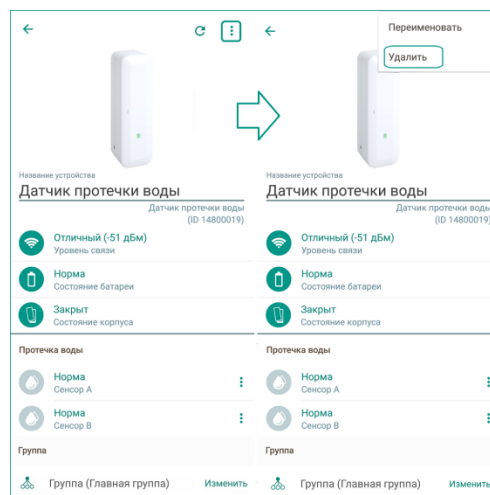 Название устройства
Датчик протечки воды
Датчик протечки воды
(ID 14800019)
Отличный (-51 дБм)
Уровень связи
Норма
Состояние батареи
Закрыт
Состояние корпуса
Протечка воды
Норма
Сенсор A
Норма
Сенсор B
Группа
Группа (Главная группа) Изменить
Переименовать
Удалить
Название устройства
Датчик протечки воды
Датчик протечки воды
(ID 14800019)
Отличный (-51 дБм)
Уровень связи
Норма
Состояние батареи
Закрыт
Состояние корпуса
Протечка воды
Норма
Сенсор A
Норма
Сенсор B
Группа
Группа (Главная группа) Изменить